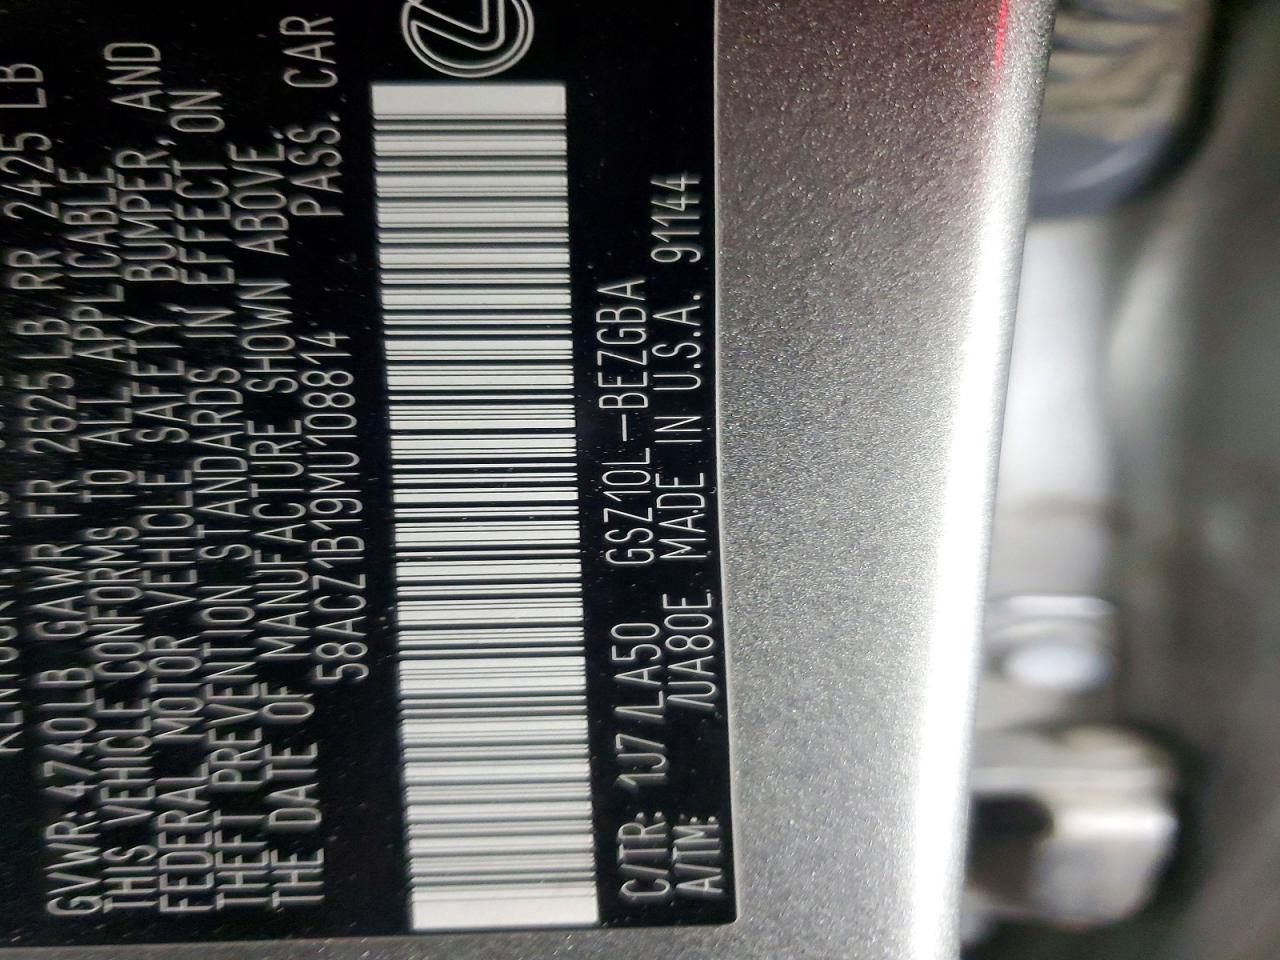 GVWR: 4740LB GAWR FR 2625LB RR 2425 LB
THIS VEHICLE CONFORMS TO ALL APPLICABLE
FEDERAL MOTOR VEHICLE SAFETY BUMPER, AND
THEFT PREVENTION STANDARDS IN EFFECT ON
THE DATE OF MANUFACTURE SHOWN ABOVE.
58ACZ1B19MU108814 PASS. CAR
C/TR: 1J7 /LA50 GSZ10L-BEZGBA
A/TM: /UA80E MADE IN U.S.A. 91144